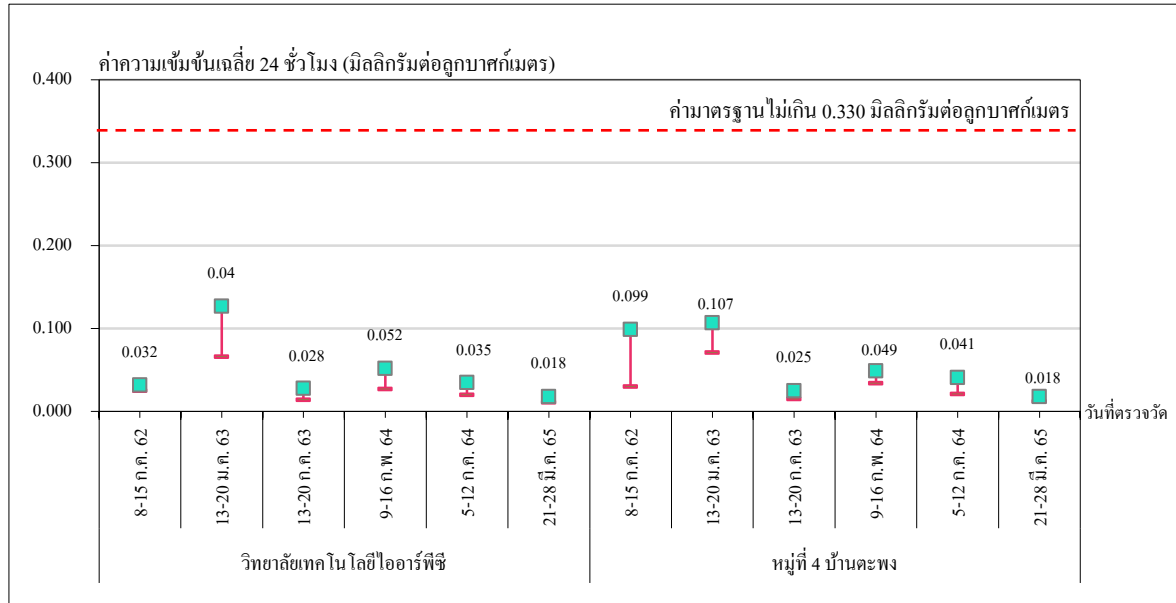 ค่าความเข้มข้นเฉลี่ย 24 ชั่วโมง (มิลลิกรัมต่อลูกบาศก์เมตร)
0.400
ค่ามาตรฐานไม่เกิน 0.330 มิลลิกรัมต่อลูกบาศก์เมตร
0.300
0.200
0.100
0.000
0.032
0.04
0.028
0.052
0.035
0.018
0.099
0.107
0.025
0.049
0.041
0.018
วันที่ตรวจวัด
8-15 ก.ค. 62
13-20 ม.ค. 63
13-20 ก.ค. 63
9-16 ก.พ. 64
5-12 ก.ค. 64
21-28 มี.ค. 65
8-15 ก.ค. 62
13-20 ม.ค. 63
13-20 ก.ค. 63
9-16 ก.พ. 64
5-12 ก.ค. 64
21-28 มี.ค. 65
วิทยาลัยเทคโนโลยีไออาร์พีซี
หมู่ที่ 4 บ้านตะพง